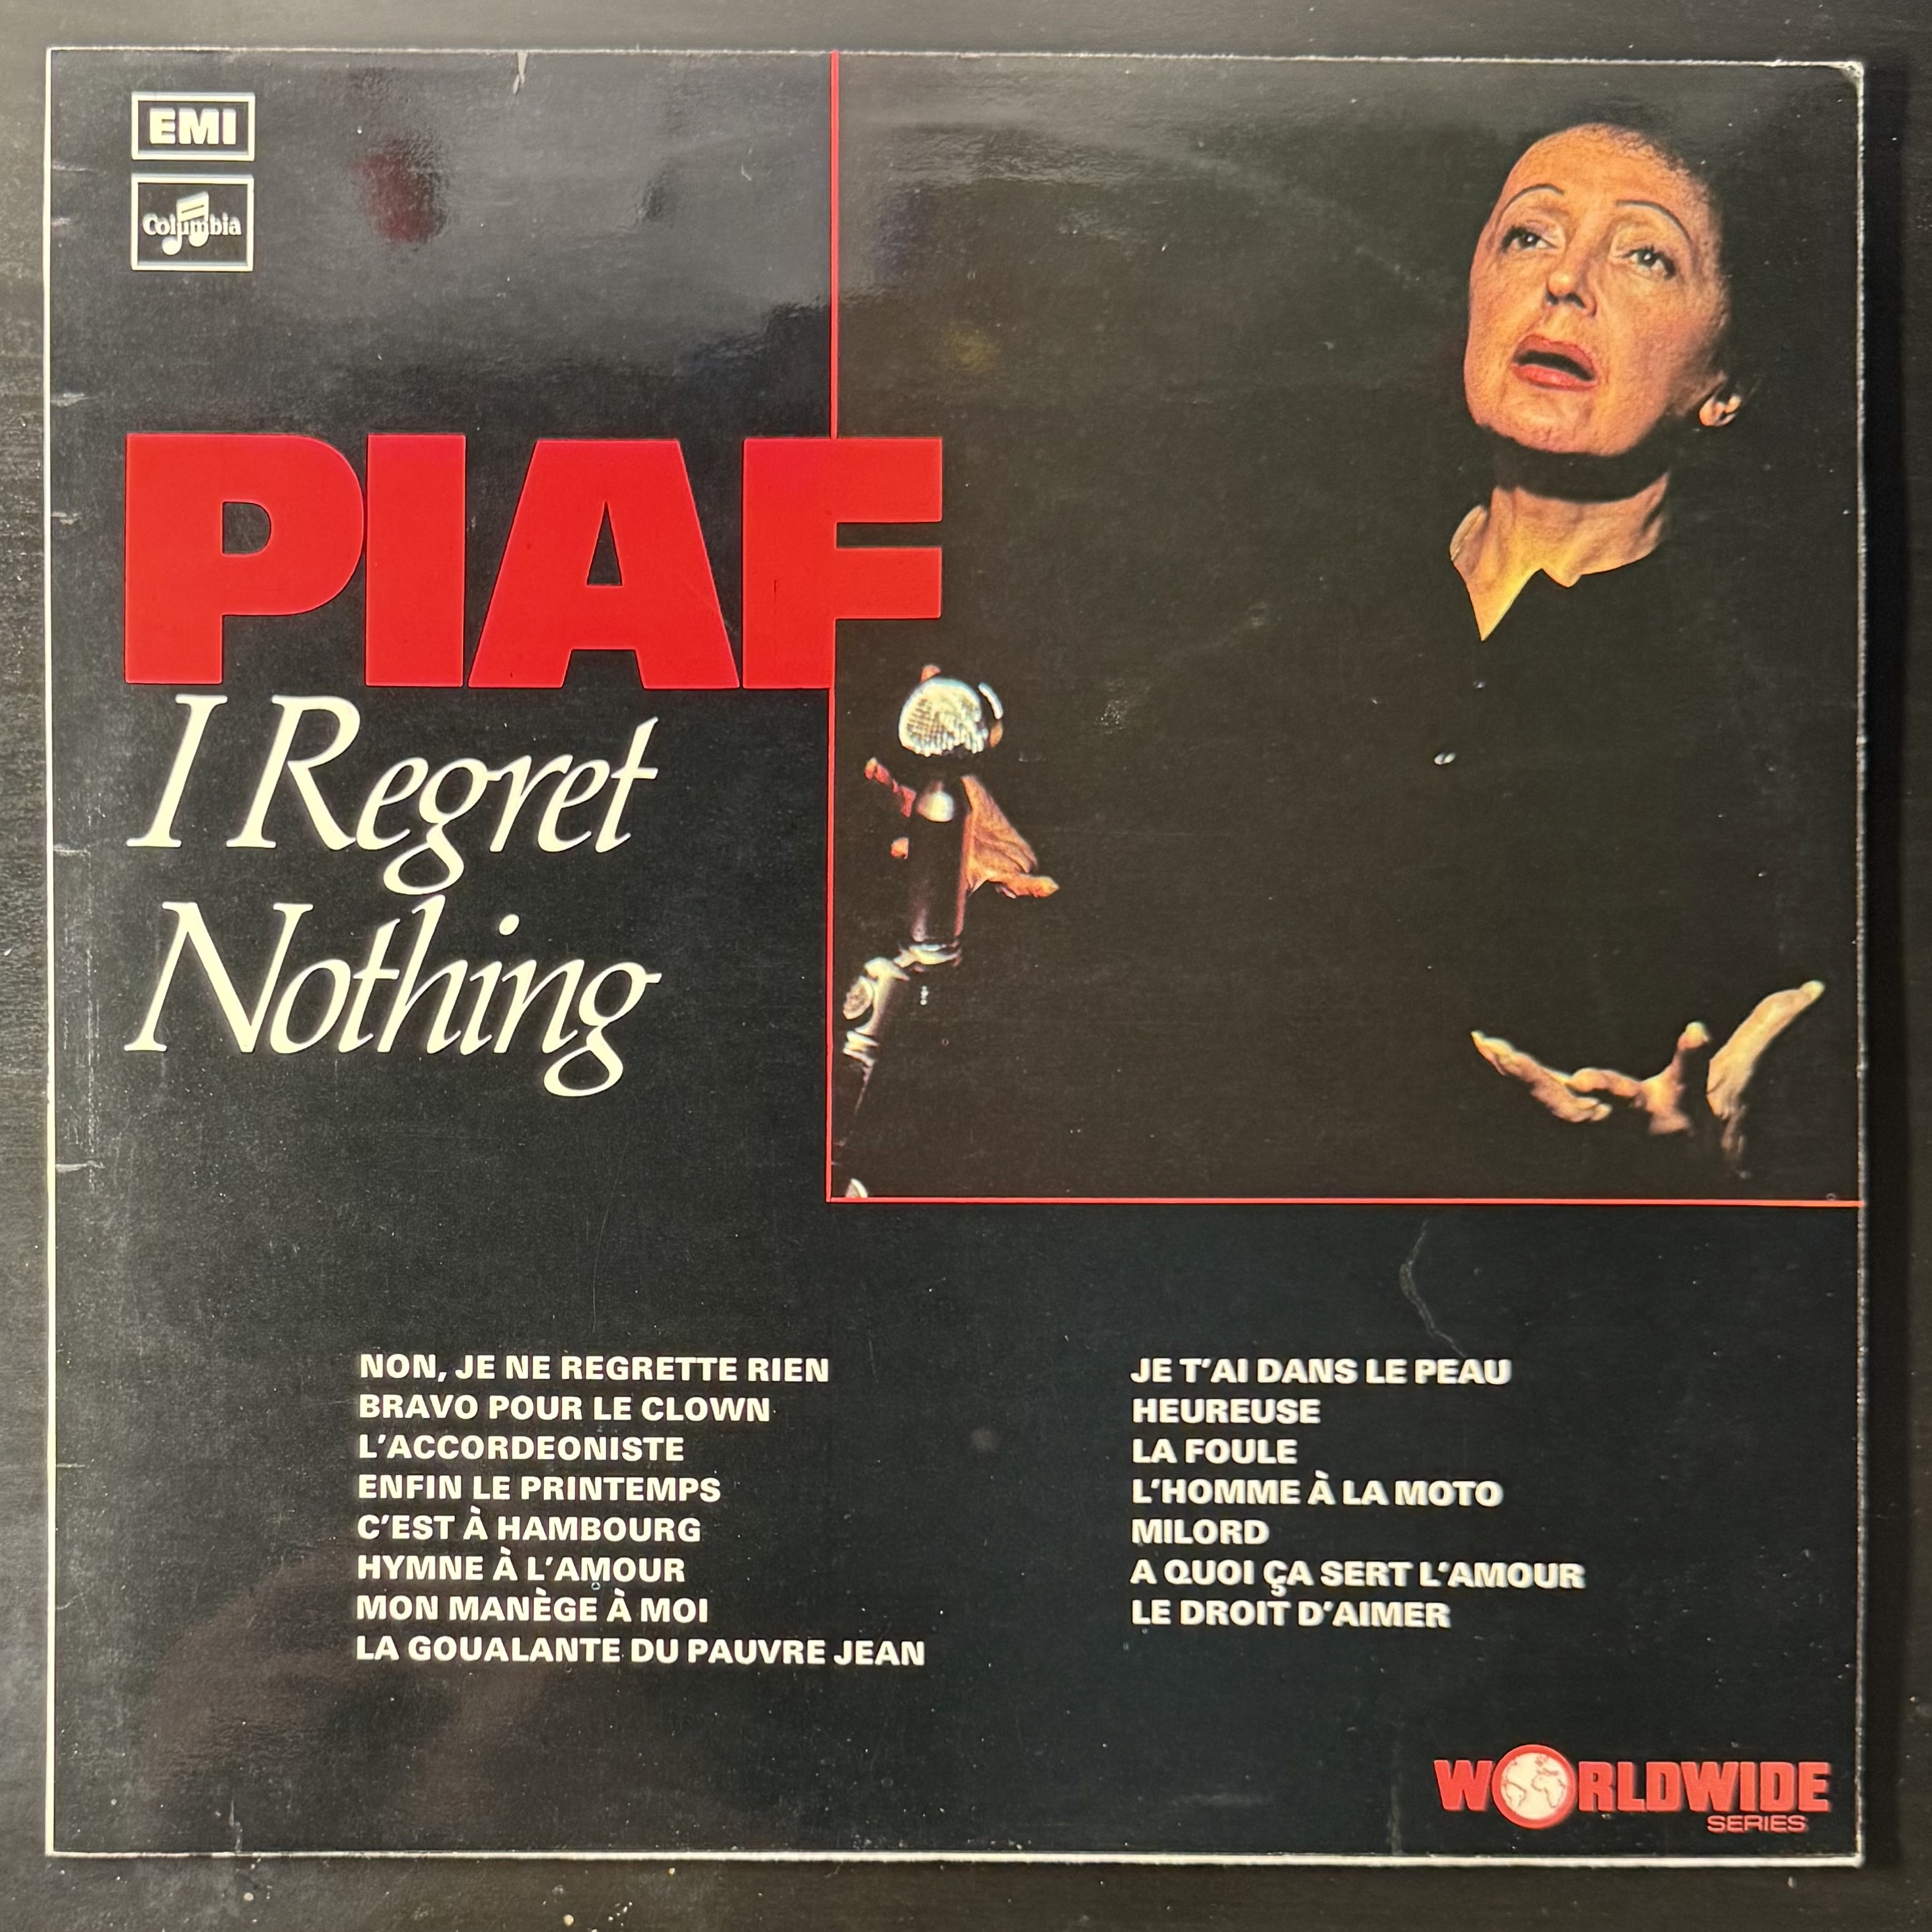 EMI
Columbia
PIAF
I Regret
Nothing
NON, JE NE REGRETTE RIEN
BRAVO POUR LE CLOWN
L'ACCORDEONISTE
ENFIN LE PRINTEMPS
C'EST À HAMBOURG
HYMNE À L'AMOUR
MON MANÈGE À MOI
LA GOUALANTE DU PAUVRE JEAN
JE T'AI DANS LE PEAU
HEUREUSE
LA FOULE
L'HOMME À LA MOTO
MILORD
A QUOI ÇA SERT L'AMOUR
LE DROIT D'AIMER
WORLDWIDE
SERIES